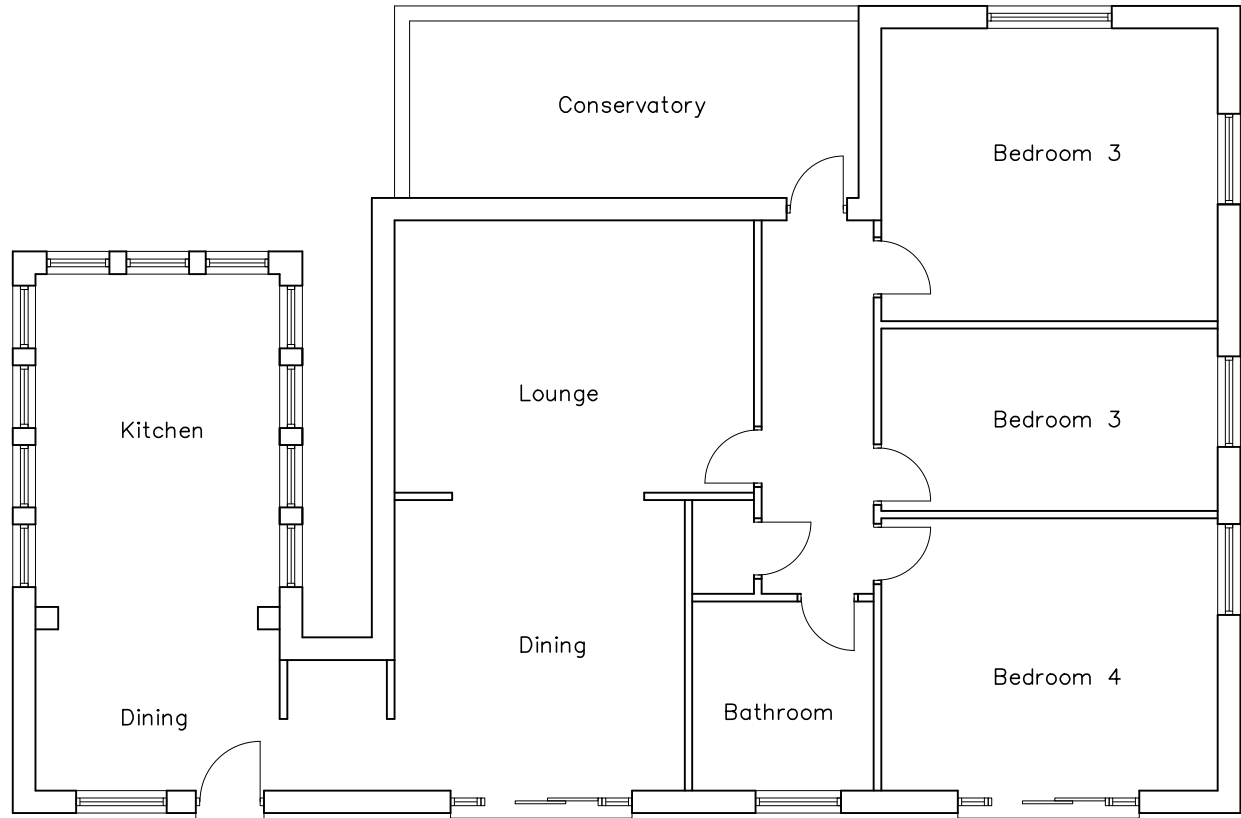 Conservatory
Bedroom 3
Lounge
Kitchen
Bedroom 3
Dining
Dining
Bathroom
Bedroom 4